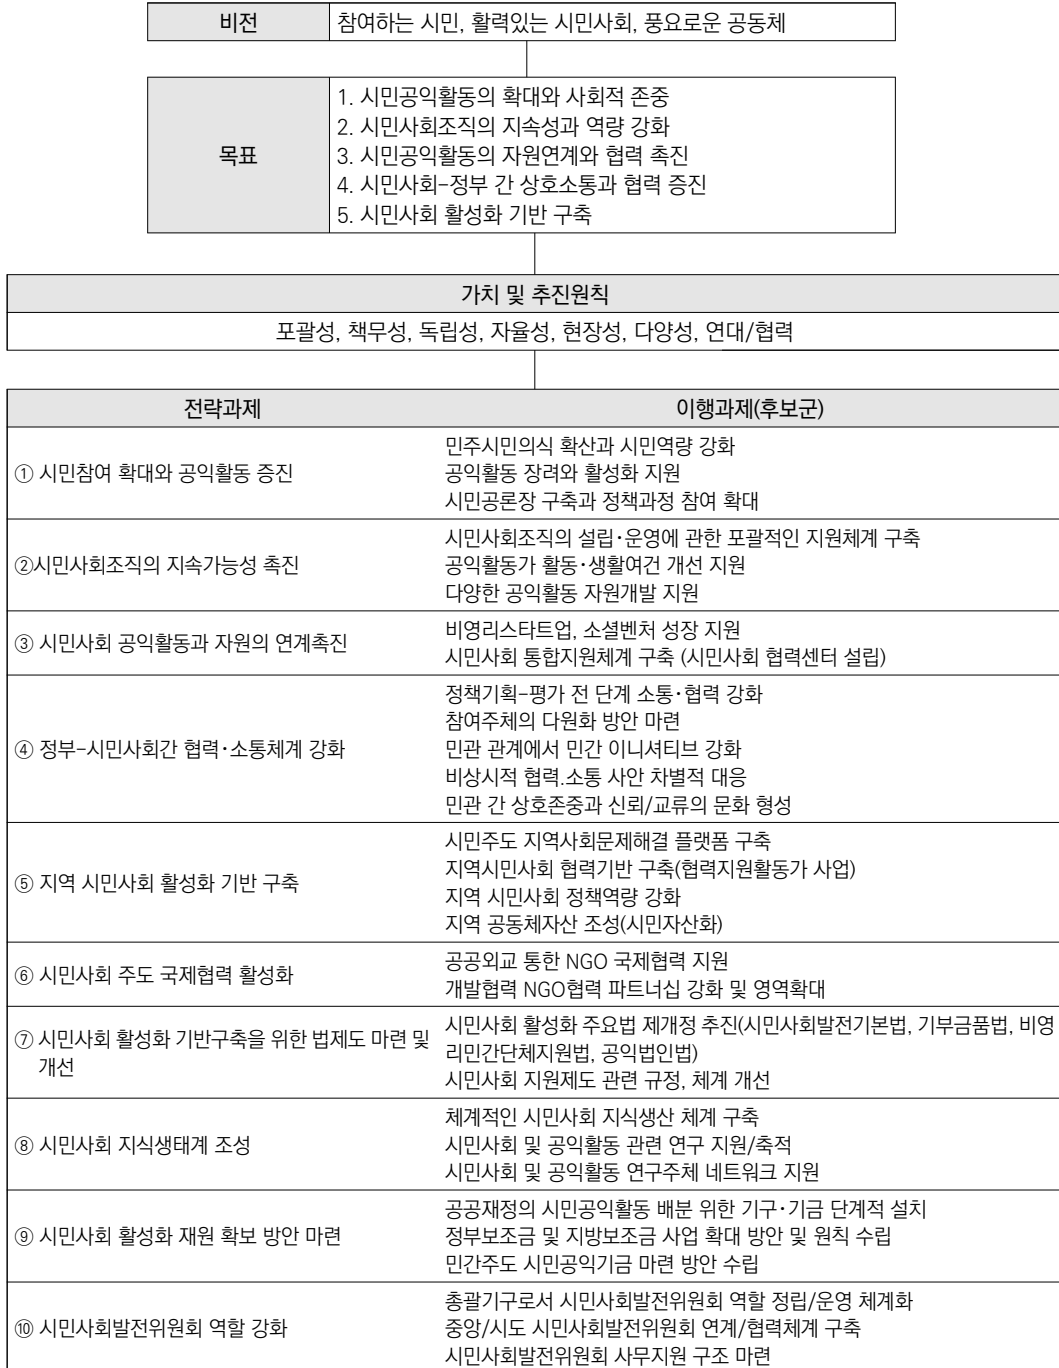 비전
참여하는 시민, 활력있는 시민사회, 풍요로운 공동체
목표
1. 시민공익활동의 확대와 사회적 존중
2. 시민사회조직의 지속성과 역량 강화
3. 시민공익활동의 자원연계와 협력 촉진
4. 시민사회-정부 간 상호소통과 협력 증진
5. 시민사회 활성화 기반 구축
가치 및 추진원칙
포괄성, 책무성, 독립성, 자율성, 현장성, 다양성, 연대/협력
전략과제
이행과제(후보군)
① 시민참여 확대와 공익활동 증진
민주시민의식 확산과 시민역량 강화
공익활동 장려와 활성화 지원
시민공론장 구축과 정책과정 참여 확대
②시민사회조직의 지속가능성 촉진
시민사회조직의 설립·운영에 관한 포괄적인 지원체계 구축
공익활동가 활동·생활여건 개선 지원
다양한 공익활동 자원개발 지원
③ 시민사회 공익활동과 자원의 연계촉진
비영리스타트업, 소셜벤처 성장 지원
시민사회 통합지원체계 구축 (시민사회 협력센터 설립)
④ 정부-시민사회간 협력·소통체계 강화
정책기획-평가 전 단계 소통·협력 강화
참여주체의 다원화 방안 마련
민관 관계에서 민간 이니셔티브 강화
비상시적 협력.소통 사안 차별적 대응
민관 간 상호존중과 신뢰/교류의 문화 형성
⑤ 지역 시민사회 활성화 기반 구축
시민주도 지역사회문제해결 플랫폼 구축
지역시민사회 협력기반 구축(협력지원활동가 사업)
지역 시민사회 정책역량 강화
지역 공동체자산 조성(시민자산화)
⑥ 시민사회 주도 국제협력 활성화
공공외교 통한 NGO 국제협력 지원
개발협력 NGO협력 파트너십 강화 및 영역확대
⑦ 시민사회 활성화 기반구축을 위한 법제도 마련 및
개선
시민사회 활성화 주요법 제개정 추진(시민사회발전기본법, 기부금품법, 비영
리민간단체지원법, 공익법인법)
시민사회 지원제도 관련 규정, 체계 개선
⑧ 시민사회 지식생태계 조성
체계적인 시민사회 지식생산 체계 구축
시민사회 및 공익활동 관련 연구 지원/축적
시민사회 및 공익활동 연구주체 네트워크 지원
⑨ 시민사회 활성화 재원 확보 방안 마련
공공재정의 시민공익활동 배분 위한 기구·기금 단계적 설치
정부보조금 및 지방보조금 사업 확대 방안 및 원칙 수립
민간주도 시민공익기금 마련 방안 수립
⑩ 시민사회발전위원회 역할 강화
총괄기구로서 시민사회발전위원회 역할 정립/운영 체계화
중앙/시도 시민사회발전위원회 연계/협력체계 구축
시민사회발전위원회 사무지원 구조 마련